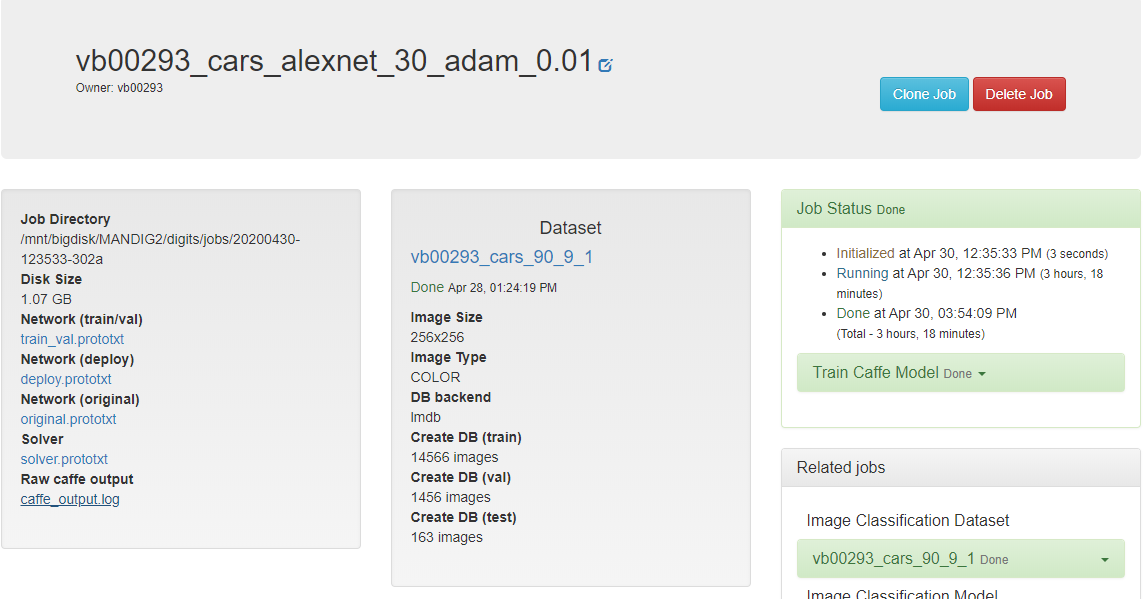 vb00293_cars_alexnet_30_adam_0.01
Owner: vb00293
Clone Job
Delete Job
Job Directory
/mnt/bigdisk/MANDIG2/digits/jobs/20200430-
123533-302a
Disk Size
1.07 GB
Network (train/val)
train_val.prototxt
Network (deploy)
deploy.prototxt
Network (original)
original.prototxt
Solver
solver.prototxt
Raw caffe output
caffe_output.log
Dataset
vb00293_cars_90_9_1
Done Apr 28, 01:24:19 PM
Image Size
256x256
Image Type
COLOR
DB backend
lmdb
Create DB (train)
14566 images
Create DB (val)
1456 images
Create DB (test)
163 images
Job Status Done
• Initialized at Apr 30, 12:35:33 PM (3 seconds)
• Running at Apr 30, 12:35:36 PM (3 hours, 18
minutes)
• Done at Apr 30, 03:54:09 PM
(Total - 3 hours, 18 minutes)
Train Caffe Model Done
Related jobs
Image Classification Dataset
vb00293_cars_90_9_1 Done
Image Classification Model